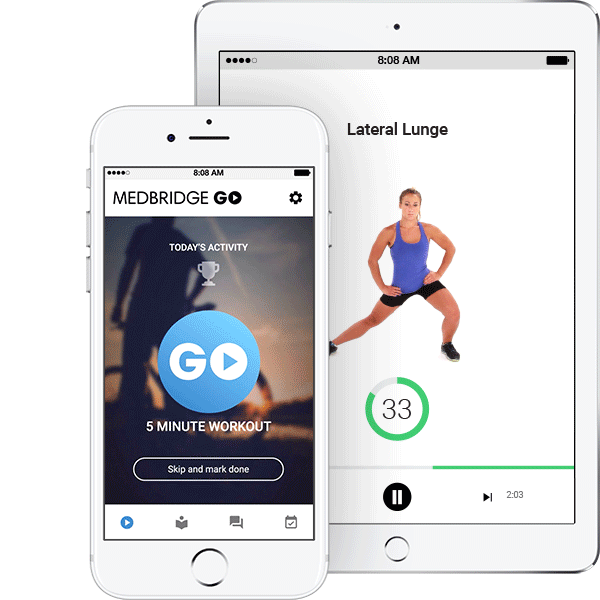 8:08 AM
MEDBRIDGE GO
TODAY'S ACTIVITY
GO
5 MINUTE WORKOUT
Skip and mark done
8:08 AM
Lateral Lunge
33
2:03